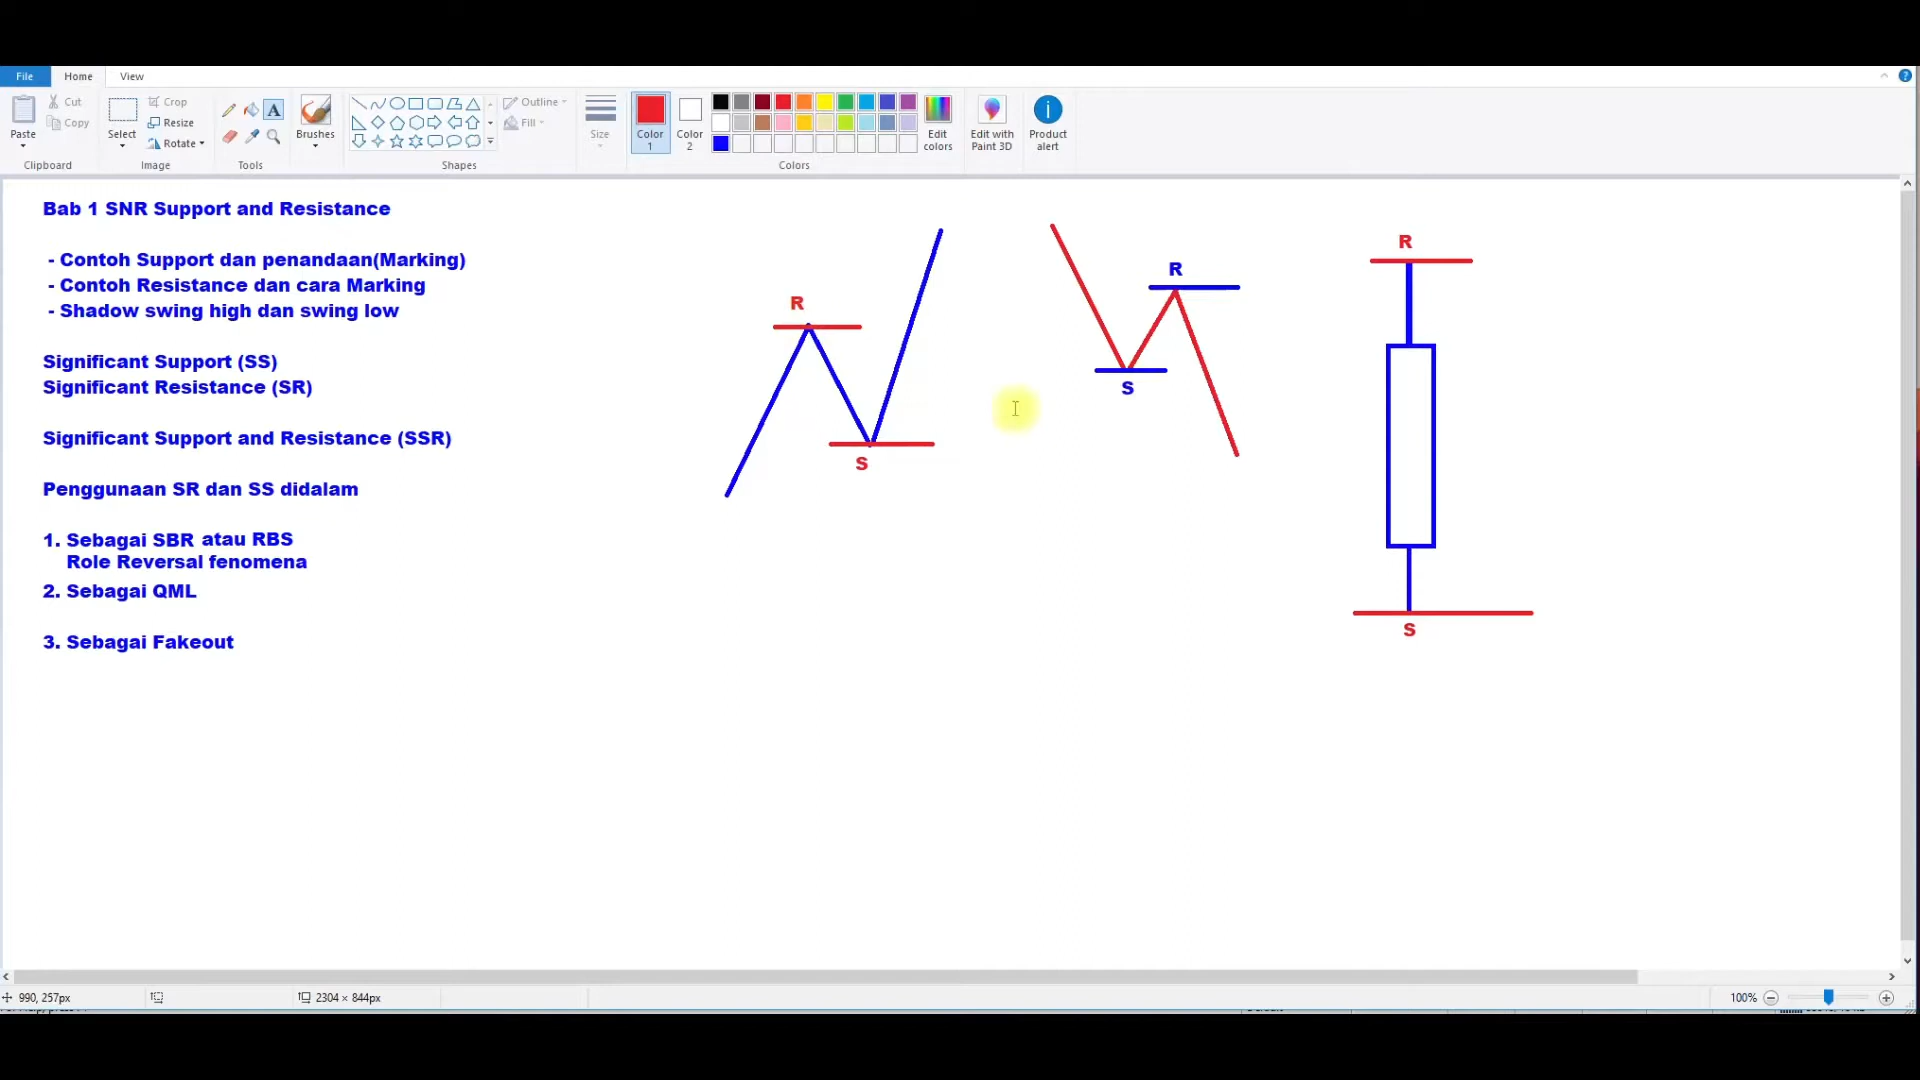 File Home View
Paste
Cut
Copy
Clipboard
Select
Crop
Resize
Rotate
Image
Tools
A
Brushes
Shapes
Outline
Fill
Size
Color 1
Color 2
Colors
Edit colors
Edit with Paint 3D
Product alert
Bab 1 SNR Support and Resistance
- Contoh Support dan penandaan(Marking)
- Contoh Resistance dan cara Marking
- Shadow swing high dan swing low
Significant Support (SS)
Significant Resistance (SR)
Significant Support and Resistance (SSR)
Penggunaan SR dan SS didalam
1. Sebagai SBR atau RBS
Role Reversal fenomena
2. Sebagai QML
3. Sebagai Fakeout
R
S
R
S
R
S
990, 257px
2304 × 844px
100%